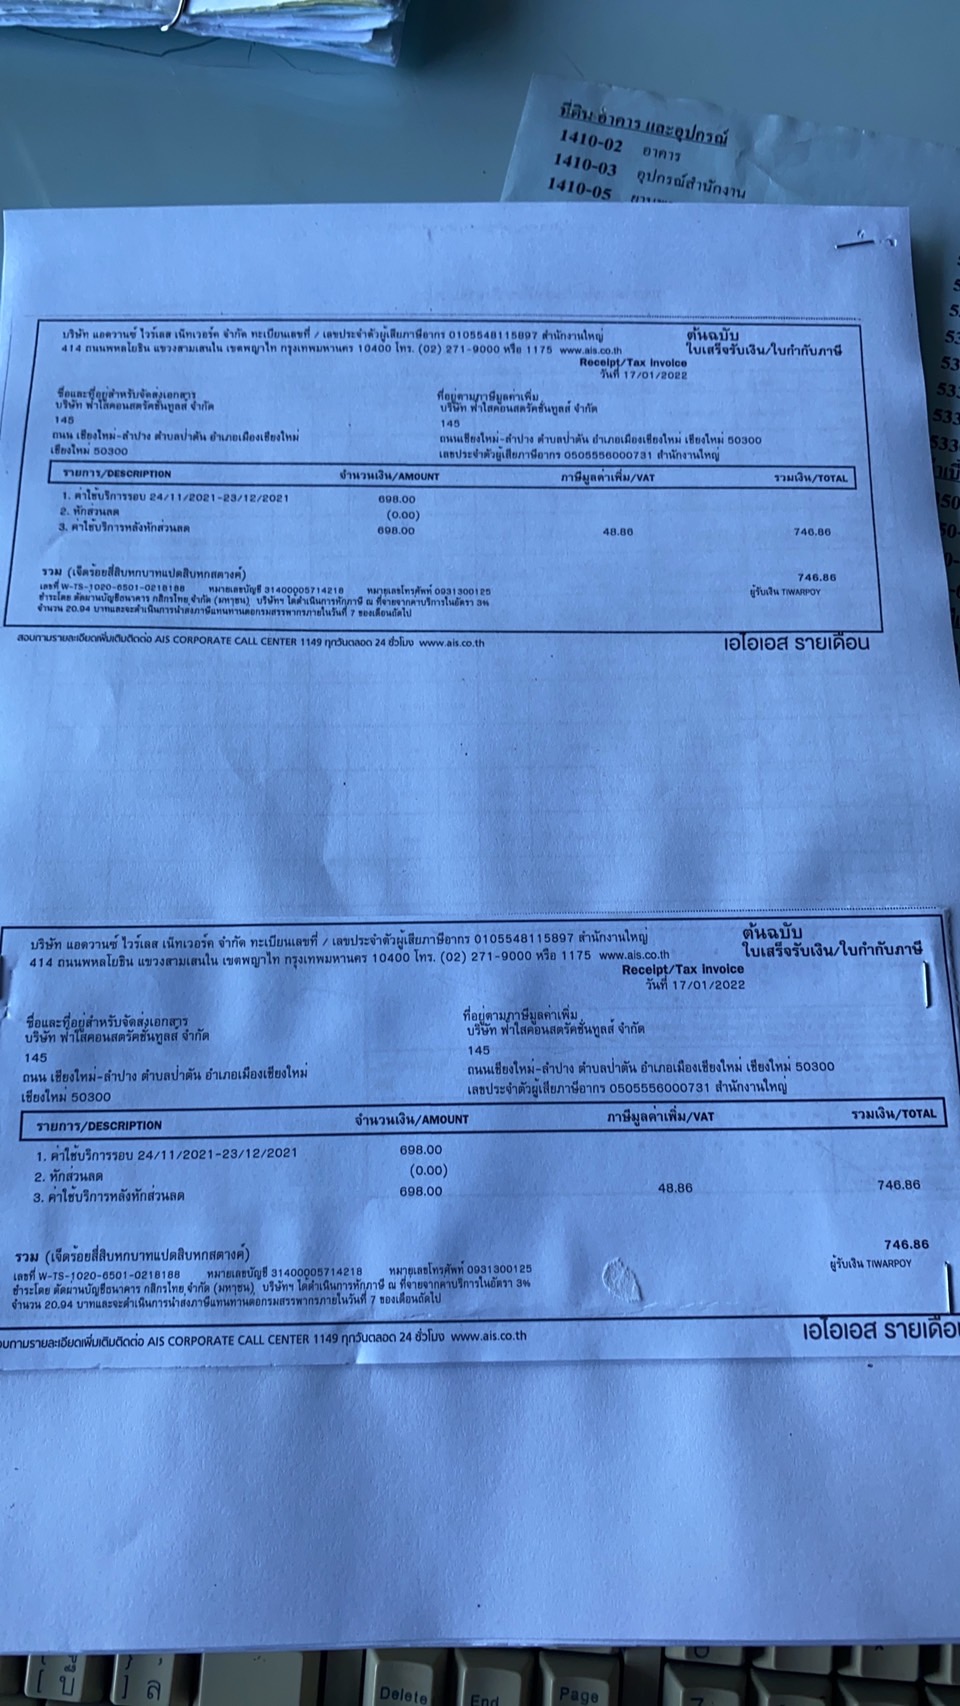 ที่ดิน อาคาร และอุปกรณ์
1410-02 อาคาร
1410-03 อุปกรณ์สำนักงาน
1410-05
บริษัท แอดวานซ์ ไวร์เลส เน็ทเวอร์ค จำกัด ทะเบียนเลขที่ / เลขประจำตัวผู้เสียภาษีอากร 0105548115897 สำนักงานใหญ่
ต้นฉบับ
414 ถนนพหลโยธิน แขวงสามเสนใน เขตพญาไท กรุงเทพมหานคร 10400 โทร. (02) 271-9000 หรือ 1175 www.ais.co.th
ใบเสร็จรับเงิน/ใบกำกับภาษี
Receipt/Tax Invoice
วันที่ 17/01/2022
ชื่อและที่อยู่สำหรับจัดส่งเอกสาร
ที่อยู่ตามภาษีมูลค่าเพิ่ม
บริษัท ฟ้าใสคอนสตรัคชั่นทูลส์ จำกัด
บริษัท ฟ้าใสคอนสตรัคชั่นทูลส์ จำกัด
145
145
ถนน เชียงใหม่-ลำปาง ตำบลป่าตัน อำเภอเมืองเชียงใหม่
ถนนเชียงใหม่-ลำปาง ตำบลป่าตัน อำเภอเมืองเชียงใหม่ เชียงใหม่ 50300
เชียงใหม่ 50300
เลขประจำตัวผู้เสียภาษีอากร 0505556000731 สำนักงานใหญ่
รายการ/DESCRIPTION จำนวนเงิน/AMOUNT ภาษีมูลค่าเพิ่ม/VAT รวมเงิน/TOTAL
1. ค่าใช้บริการรอบ 24/11/2021-23/12/2021 698.00
2. หักส่วนลด (0.00)
3. ค่าใช้บริการหลังหักส่วนลด 698.00 48.86 746.86
รวม (เจ็ดร้อยสี่สิบหกบาทแปดสิบหกสตางค์) 746.86
เลขที่ W-TS-1020-6501-0218188 หมายเลขบัญชี 31400005714218 หมายเลขโทรศัพท์ 0931300125
ผู้รับเงิน TIWARPOY
ชำระโดย ตัดผ่านบัญชีธนาคาร กสิกรไทย จำกัด (มหาชน) บริษัทฯ ได้ดำเนินการหักภาษี ณ ที่จ่ายจากค่าบริการในอัตรา 3%
จำนวน 20.94 บาทและจะดำเนินการนำส่งภาษีแทนท่านต่อกรมสรรพากรภายในวันที่ 7 ของเดือนถัดไป
สอบถามรายละเอียดเพิ่มเติมติดต่อ AIS CORPORATE CALL CENTER 1149 ทุกวันตลอด 24 ชั่วโมง www.ais.co.th
เอไอเอส รายเดือน
บริษัท แอดวานซ์ ไวร์เลส เน็ทเวอร์ค จำกัด ทะเบียนเลขที่ / เลขประจำตัวผู้เสียภาษีอากร 0105548115897 สำนักงานใหญ่
ต้นฉบับ
414 ถนนพหลโยธิน แขวงสามเสนใน เขตพญาไท กรุงเทพมหานคร 10400 โทร. (02) 271-9000 หรือ 1175 www.ais.co.th
ใบเสร็จรับเงิน/ใบกำกับภาษี
Receipt/Tax Invoice
วันที่ 17/01/2022
ชื่อและที่อยู่สำหรับจัดส่งเอกสาร
ที่อยู่ตามภาษีมูลค่าเพิ่ม
บริษัท ฟ้าใสคอนสตรัคชั่นทูลส์ จำกัด
บริษัท ฟ้าใสคอนสตรัคชั่นทูลส์ จำกัด
145
145
ถนน เชียงใหม่-ลำปาง ตำบลป่าตัน อำเภอเมืองเชียงใหม่
ถนนเชียงใหม่-ลำปาง ตำบลป่าตัน อำเภอเมืองเชียงใหม่ เชียงใหม่ 50300
เชียงใหม่ 50300
เลขประจำตัวผู้เสียภาษีอากร 0505556000731 สำนักงานใหญ่
รายการ/DESCRIPTION จำนวนเงิน/AMOUNT ภาษีมูลค่าเพิ่ม/VAT รวมเงิน/TOTAL
1. ค่าใช้บริการรอบ 24/11/2021-23/12/2021 698.00
2. หักส่วนลด (0.00)
3. ค่าใช้บริการหลังหักส่วนลด 698.00 48.86 746.86
รวม (เจ็ดร้อยสี่สิบหกบาทแปดสิบหกสตางค์) 746.86
เลขที่ W-TS-1020-6501-0218188 หมายเลขบัญชี 31400005714218 หมายเลขโทรศัพท์ 0931300125
ผู้รับเงิน TIWARPOY
ชำระโดย ตัดผ่านบัญชีธนาคาร กสิกรไทย จำกัด (มหาชน) บริษัทฯ ได้ดำเนินการหักภาษี ณ ที่จ่ายจากค่าบริการในอัตรา 3%
จำนวน 20.94 บาทและจะดำเนินการนำส่งภาษีแทนท่านต่อกรมสรรพากรภายในวันที่ 7 ของเดือนถัดไป
อบถามรายละเอียดเพิ่มเติมติดต่อ AIS CORPORATE CALL CENTER 1149 ทุกวันตลอด 24 ชั่วโมง www.ais.co.th
เอไอเอส รายเดือน
[ บ ] ล Delete End Page